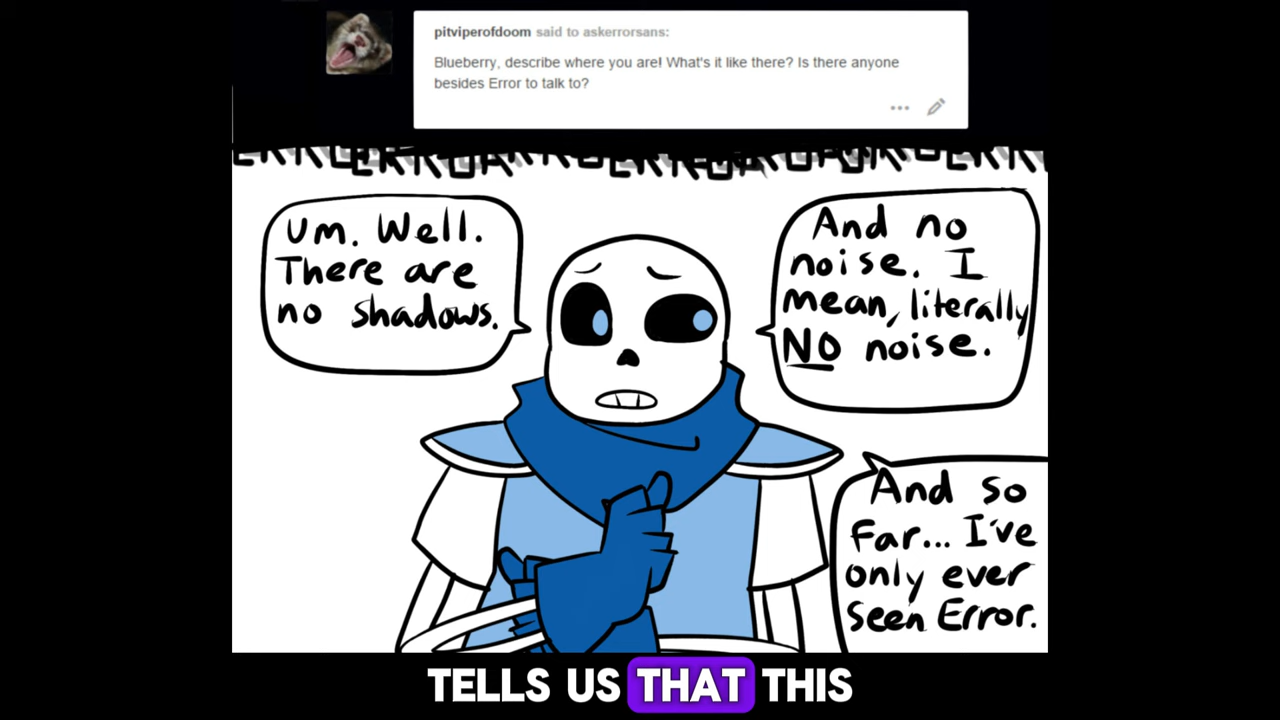 pitviperofdoom said to askerrorsans:
Blueberry, describe where you are! What's it like there? Is there anyone
besides Error to talk to?
Um. Well.
There are
no shadows.
And no
noise. I
mean, literally
NO noise.
And so
far... I've
only ever
seen Error.
TELLS US THAT THIS